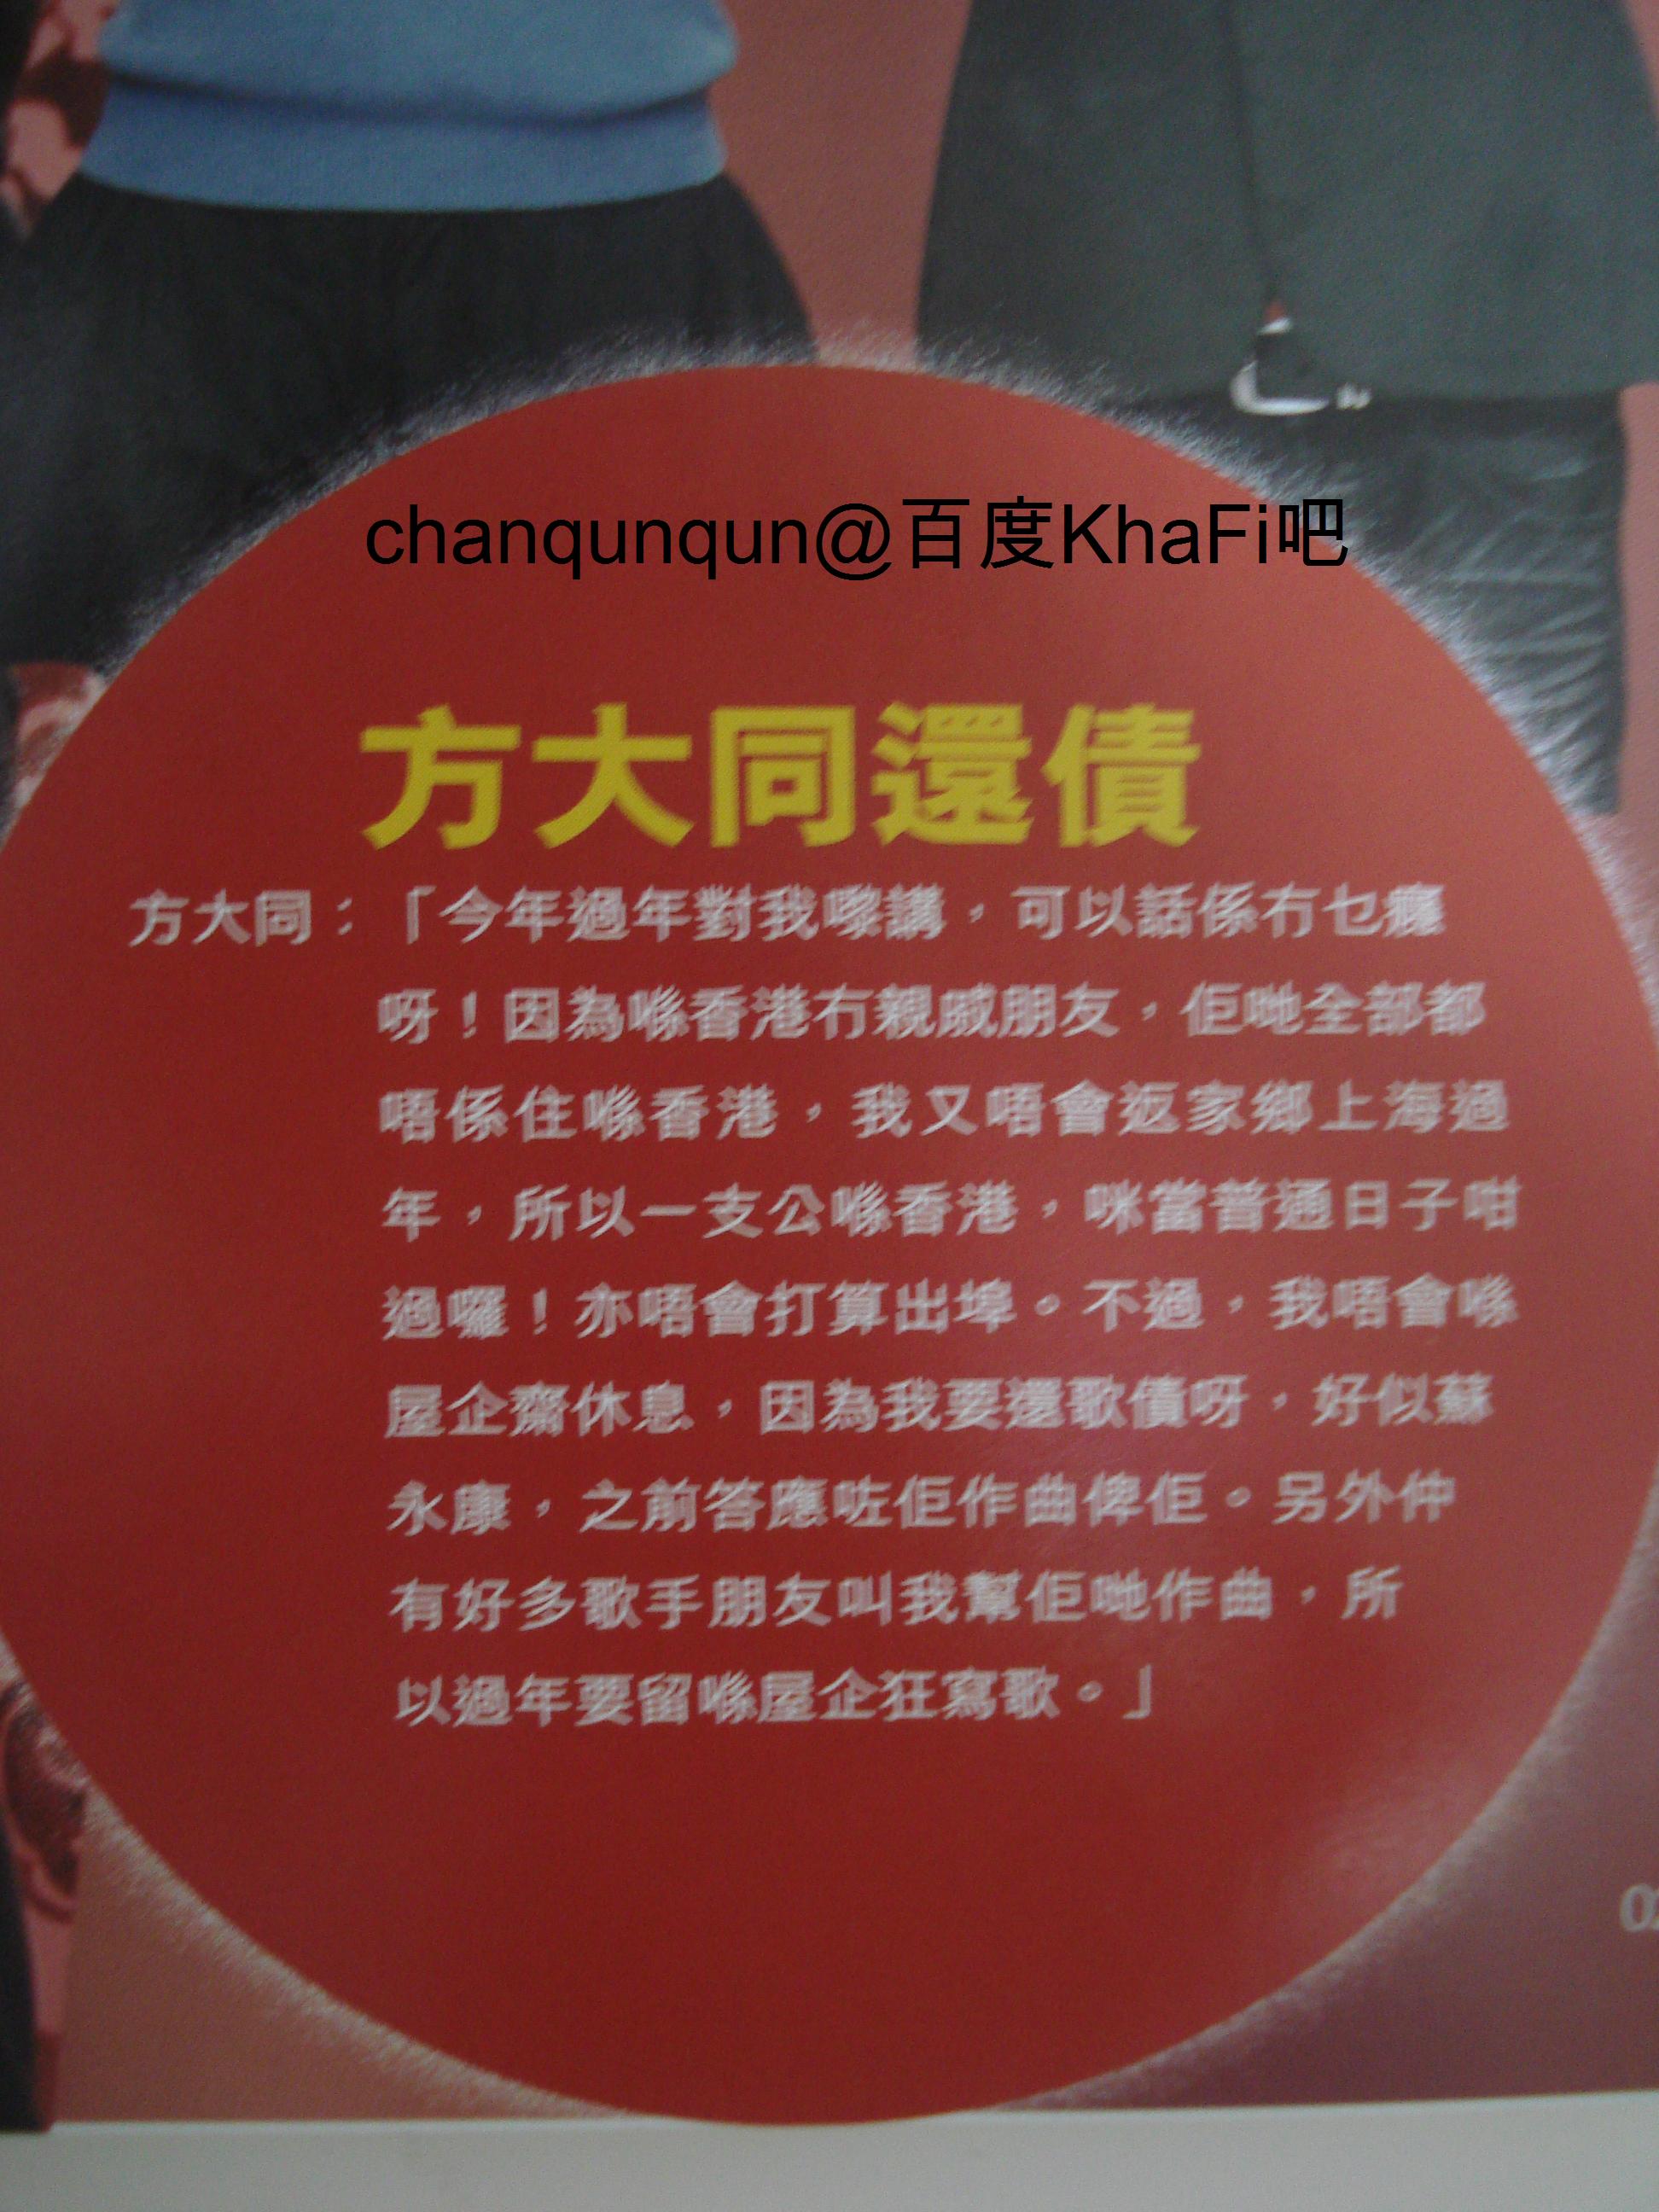 chanqunqun@百度KhaFi吧
方大同還債
方大同：「今年過年對我嚟講，可以話係冇乜癮
呀！因為喺香港冇親戚朋友，佢哋全部都
唔係住喺香港，我又唔會返家鄉上海過
年，所以一支公喺香港，咪當普通日子咁
過囉！亦唔會打算出埠。不過，我唔會喺
屋企齋休息，因為我要還歌債呀，好似蘇
永康，之前答應咗佢作曲俾佢。另外仲
有好多歌手朋友叫我幫佢哋作曲，所
以過年要留喺屋企狂寫歌。」